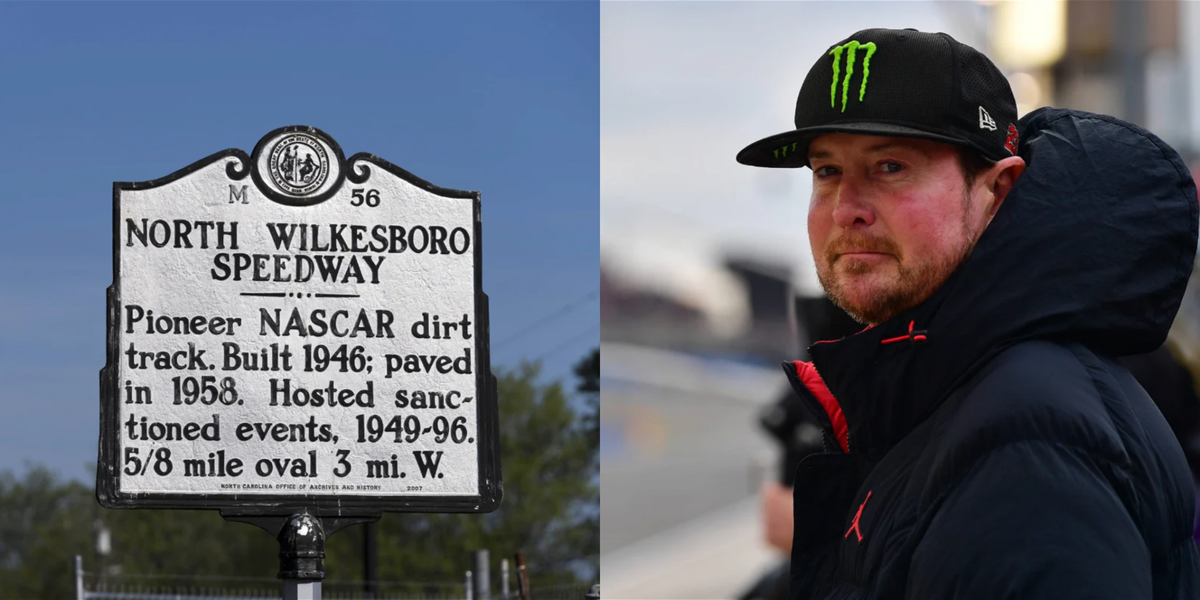 M 56
NORTH WILKESBORO
SPEEDWAY
Pioneer NASCAR dirt
track. Built 1946; paved
in 1958. Hosted sanc-
tioned events, 1949-96.
5/8 mile oval 3 mi. W.
NORTH CAROLINA OFFICE OF ARCHIVES AND HISTORY 2007